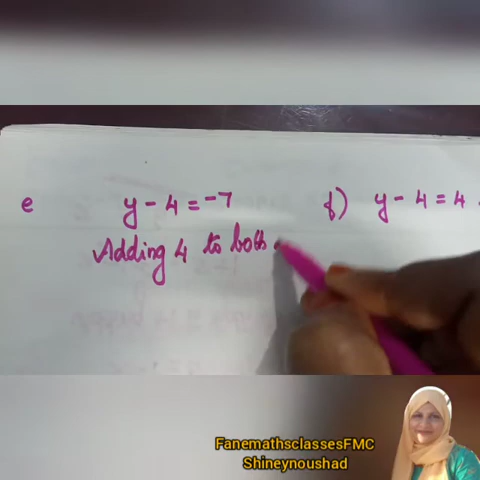 e y - 4 = -7 f) y - 4 = 4
Adding 4 to both
FanemathsclassesFMC
Shineynoushad